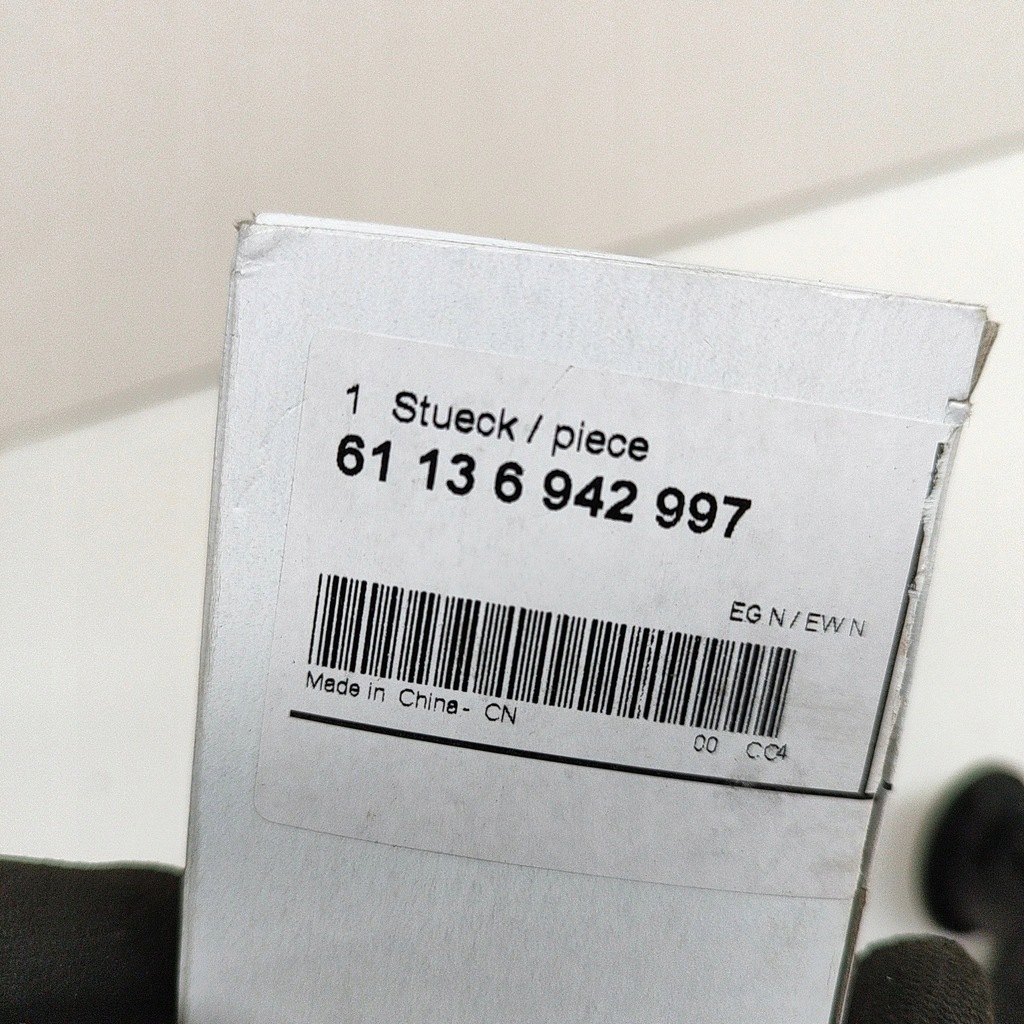 1 Stueck / piece
61 13 6 942 997
EG N / EW N
Made in China - CN
00 CC4